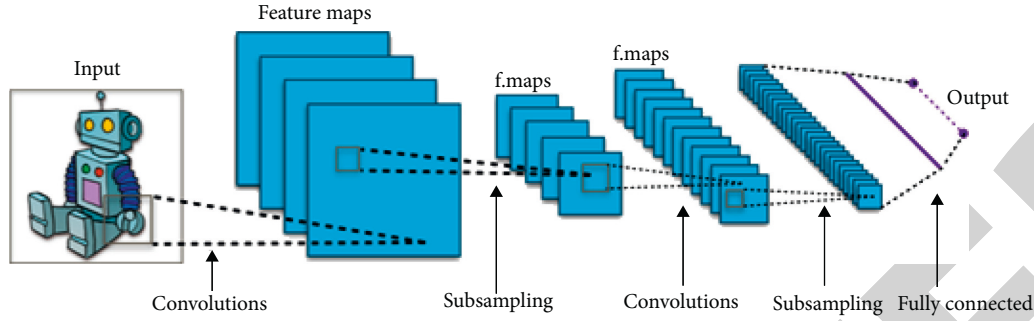 Feature maps
Input
f.maps
f.maps
Output
Convolutions
Subsampling
Convolutions
Subsampling
Fully connected